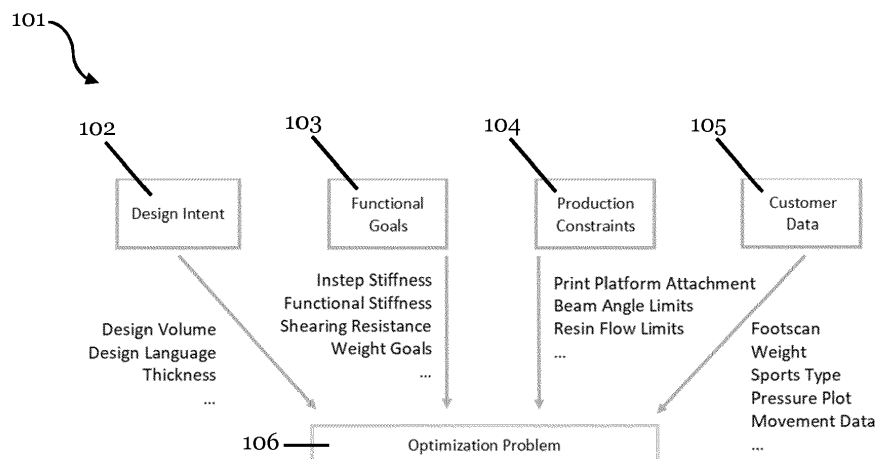 101
102
103
104
105
Design Intent
Functional
Goals
Production
Constraints
Customer
Data
Instep Stiffness
Functional Stiffness
Shearing Resistance
Weight Goals
...
Print Platform Attachment
Beam Angle Limits
Resin Flow Limits
...
Design Volume
Design Language
Thickness
...
Footscan
Weight
Sports Type
Pressure Plot
Movement Data
...
106
Optimization Problem